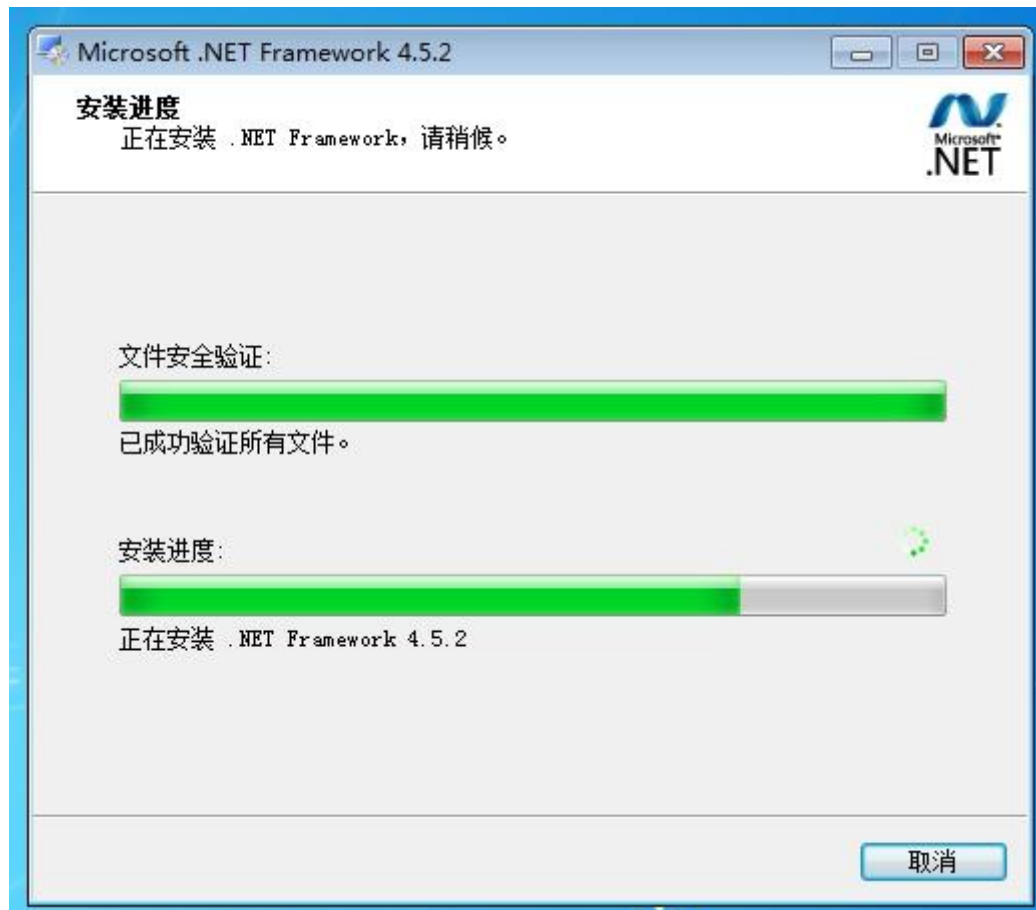 Microsoft .NET Framework 4.5.2
安装进度
正在安装 .NET Framework，请稍候。
Microsoft
.NET
文件安全验证:
已成功验证所有文件。
安装进度:
正在安装 .NET Framework 4.5.2
取消